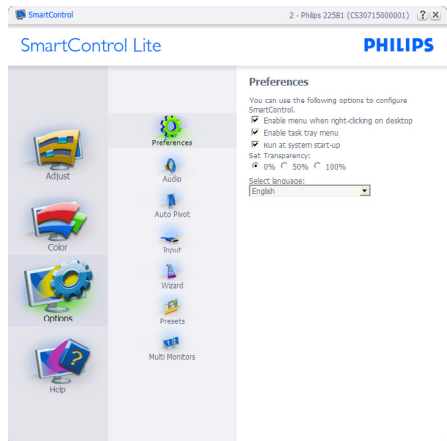 SmartControl
2 - Philips 225B1 (CS30715000001)
SmartControl Lite
PHILIPS
Preferences
You can use the following options to configure
SmartControl.
Enable menu when right-clicking on desktop
Enable task tray menu
Run at system start-up
Set Transparency:
0% 50% 100%
Select language:
English
Adjust
Color
Options
Help
Preferences
Audio
Auto Pivot
Input
Wizard
Presets
Multi Monitors